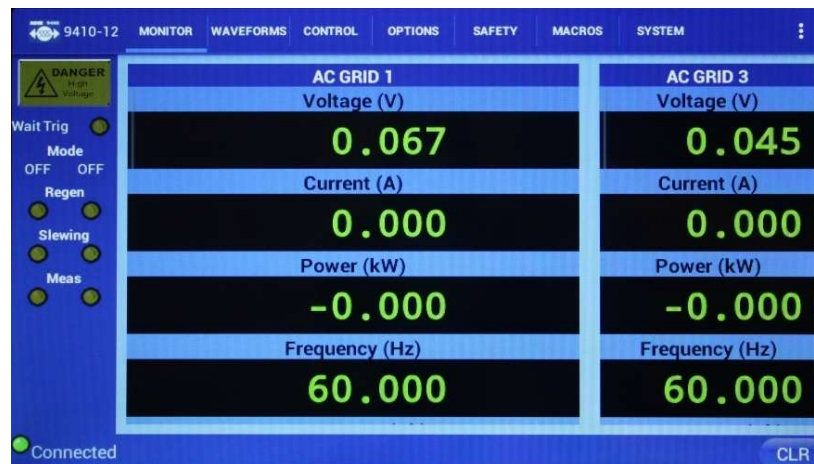 9410-12 MONITOR WAVEFORMS CONTROL OPTIONS SAFETY MACROS SYSTEM
DANGER
High
Voltage
Wait Trig
Mode
OFF OFF
Regen
Slewing
Meas
AC GRID 1
Voltage (V)
0.067
Current (A)
0.000
Power (kW)
-0.000
Frequency (Hz)
60.000
AC GRID 3
Voltage (V)
0.045
Current (A)
0.000
Power (kW)
-0.000
Frequency (Hz)
60.000
Connected
CLR